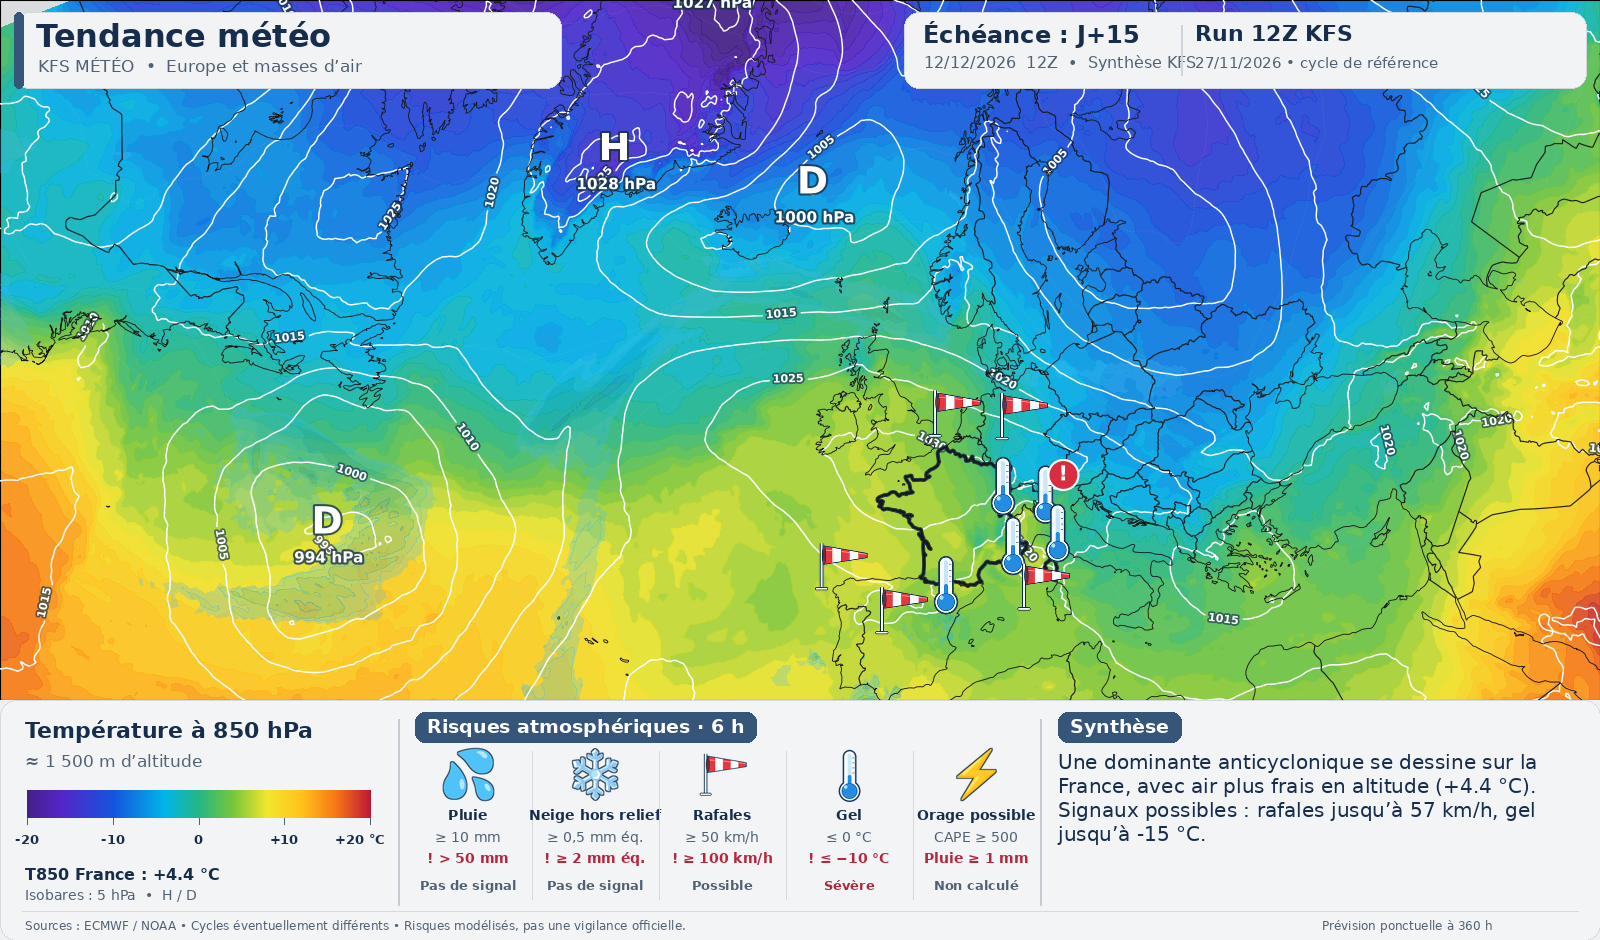 Tendance météo
KFS MÉTÉO • Europe et masses d’air
Échéance : J+15
12/12/2026 12Z • Synthèse KFS
Run 12Z KFS
27/11/2026 • cycle de référence
1027 hPa
H
1028 hPa
D
1000 hPa
D
994 hPa
1025
1020
1005
1005
1015
1015
1025
1020
1010
1000
1005
1015
1020
1020
1020
1015
!
Température à 850 hPa
≈ 1 500 m d’altitude
-20
-10
0
+10
+20 °C
T850 France : +4.4 °C
Isobares : 5 hPa • H / D
Risques atmosphériques · 6 h
Pluie
≥ 10 mm
! > 50 mm
Pas de signal
Neige hors relief
≥ 0,5 mm éq.
! ≥ 2 mm éq.
Pas de signal
Rafales
≥ 50 km/h
! ≥ 100 km/h
Possible
Gel
≤ 0 °C
! ≤ −10 °C
Sévère
Orage possible
CAPE ≥ 500
Pluie ≥ 1 mm
Non calculé
Synthèse
Une dominante anticyclonique se dessine sur la
France, avec air plus frais en altitude (+4.4 °C).
Signaux possibles : rafales jusqu’à 57 km/h, gel
jusqu’à -15 °C.
Sources : ECMWF / NOAA • Cycles éventuellement différents • Risques modélisés, pas une vigilance officielle.
Prévision ponctuelle à 360 h